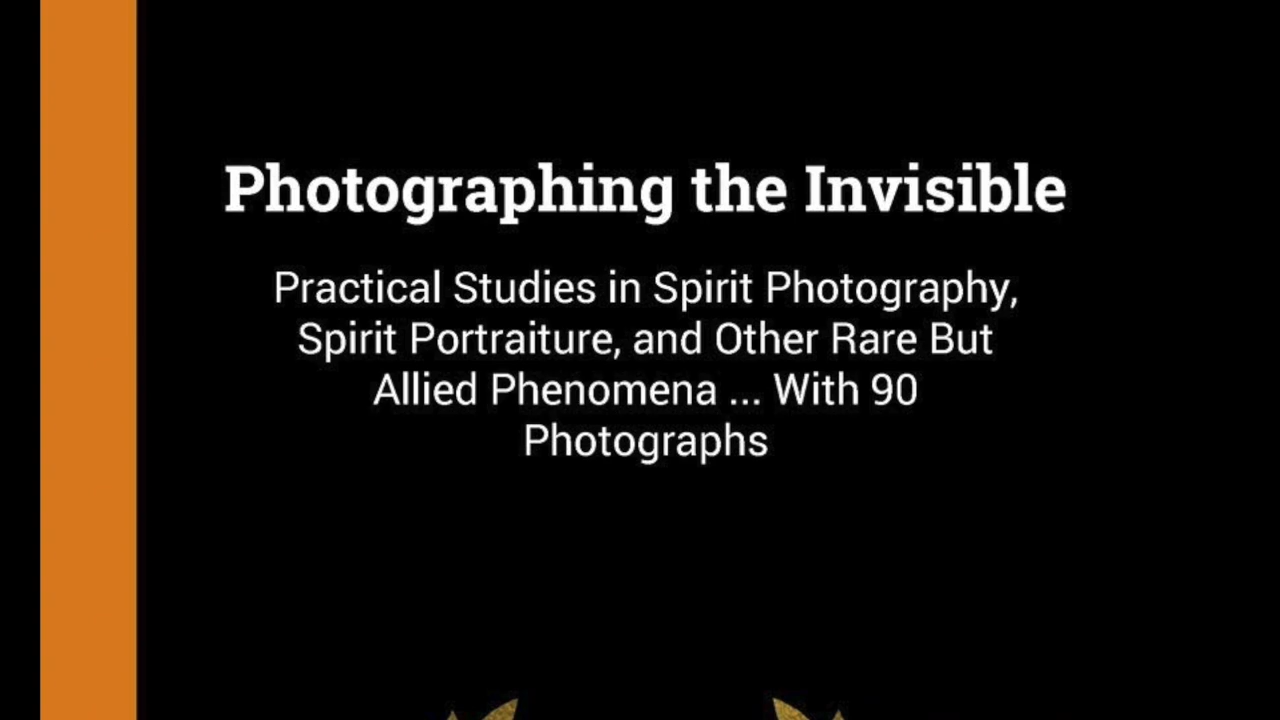 Photographing the Invisible
Practical Studies in Spirit Photography,
Spirit Portraiture, and Other Rare But
Allied Phenomena ... With 90
Photographs